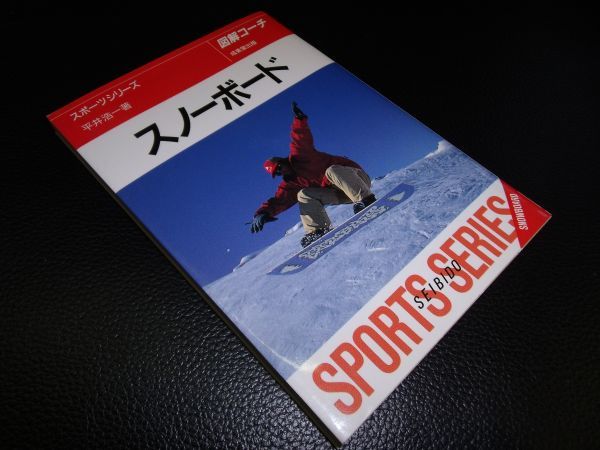 スポーツシリーズ
図解コーチ
平井浩一著
成美堂出版
スノーボード
SPORTS SERIES
SEIBIDO
SNOWBOARD